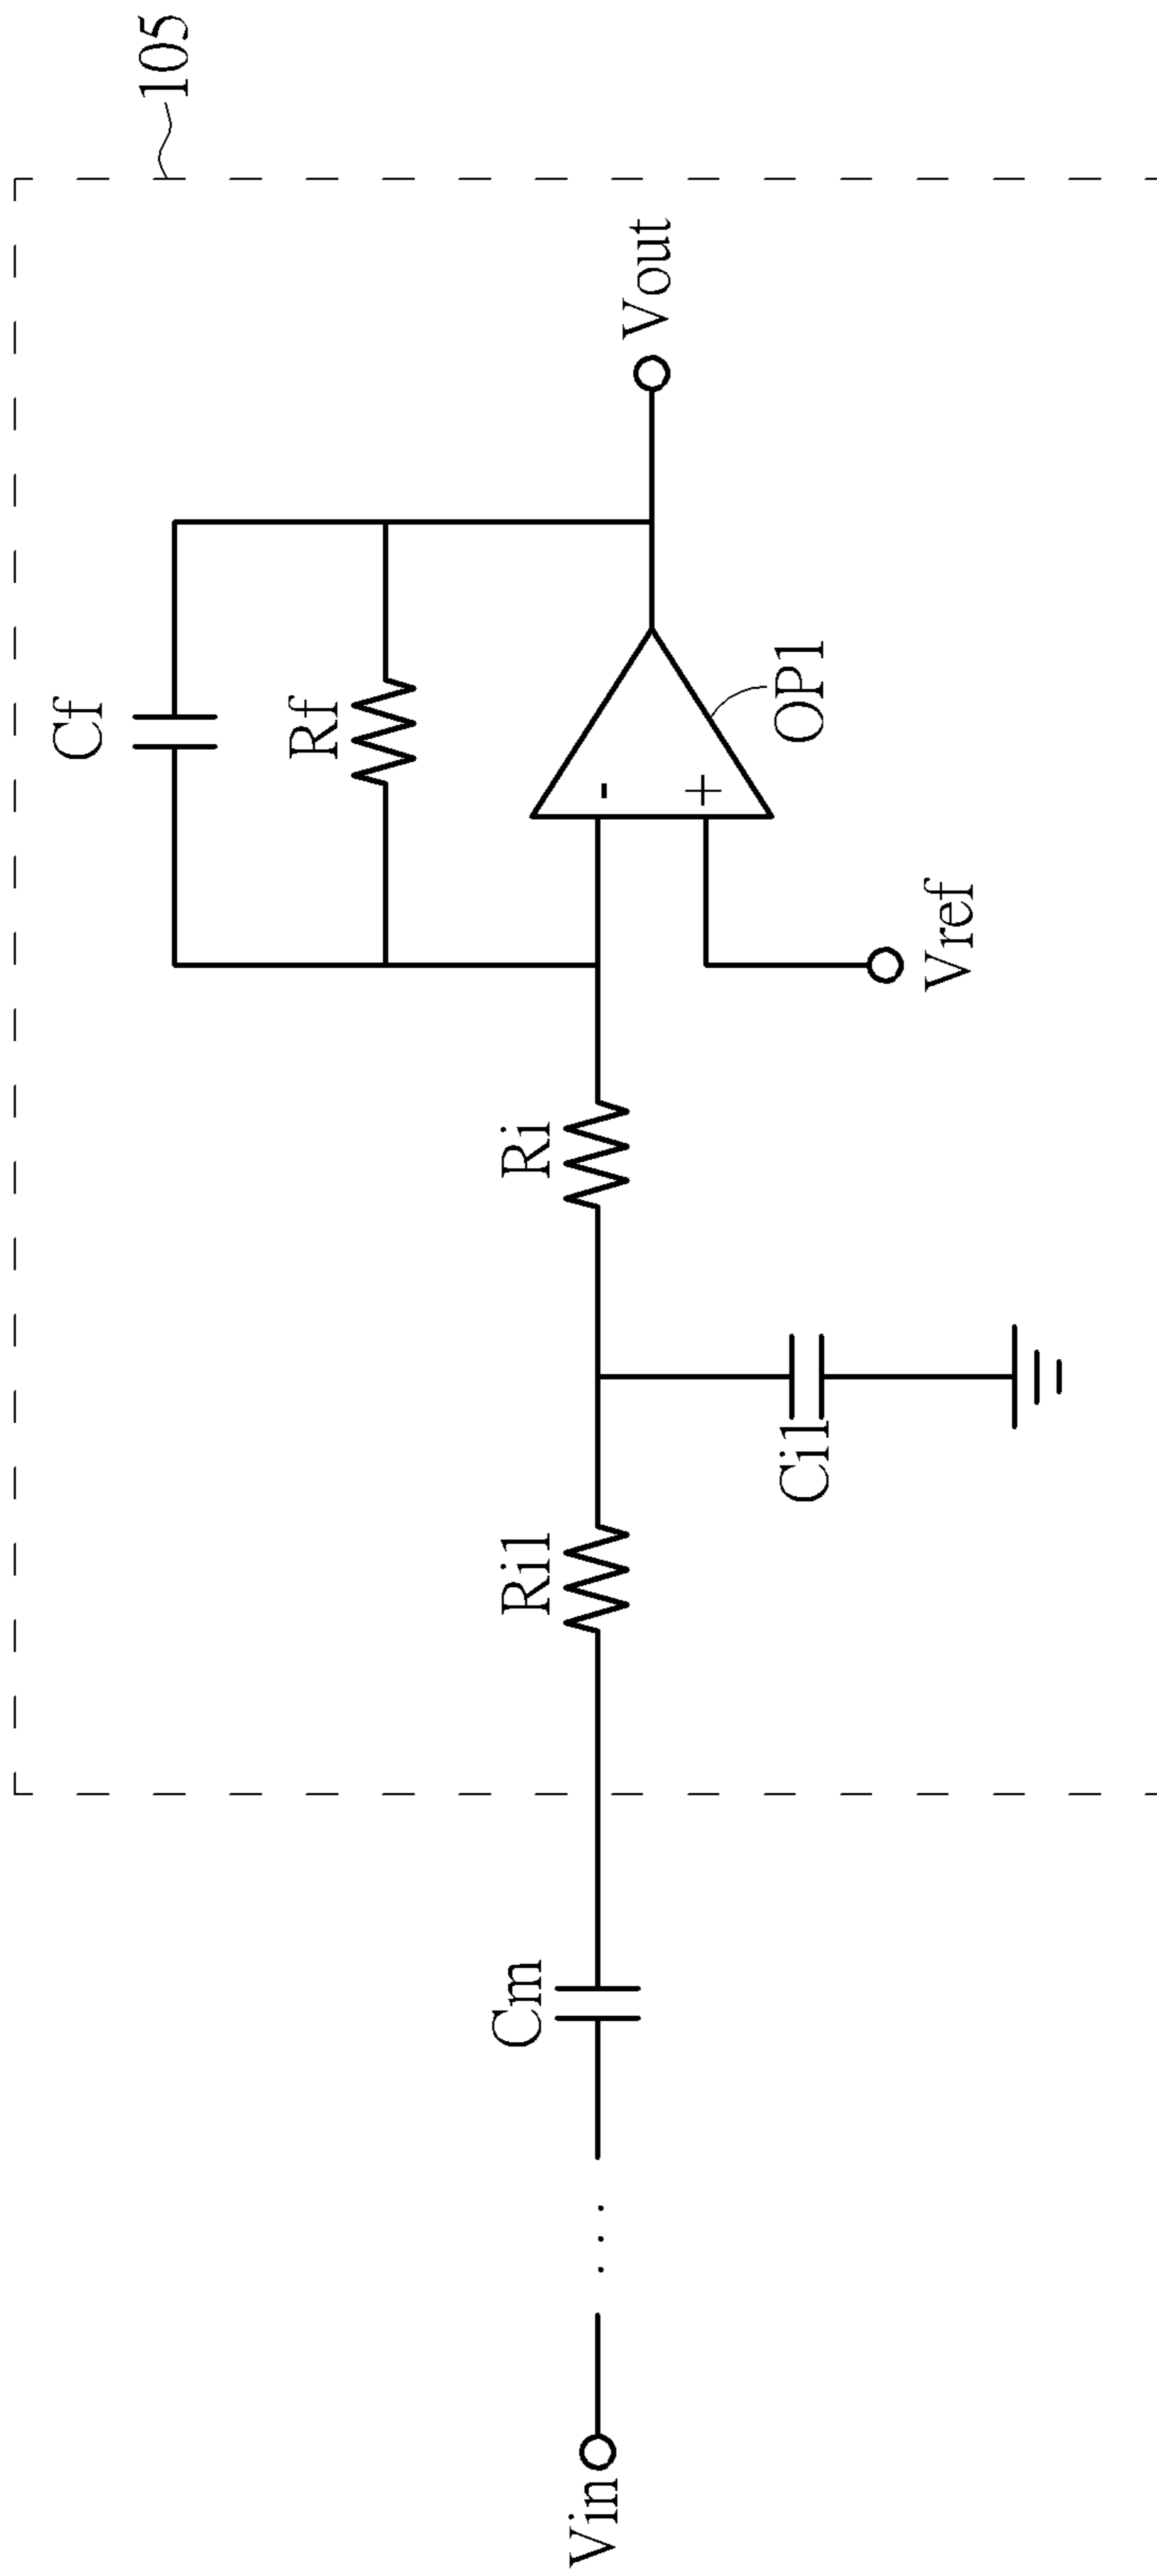 105
Cf
Rf
Vout
Ri1
Ri
-
+
OP1
Vin
Cm
Ci1
Vref